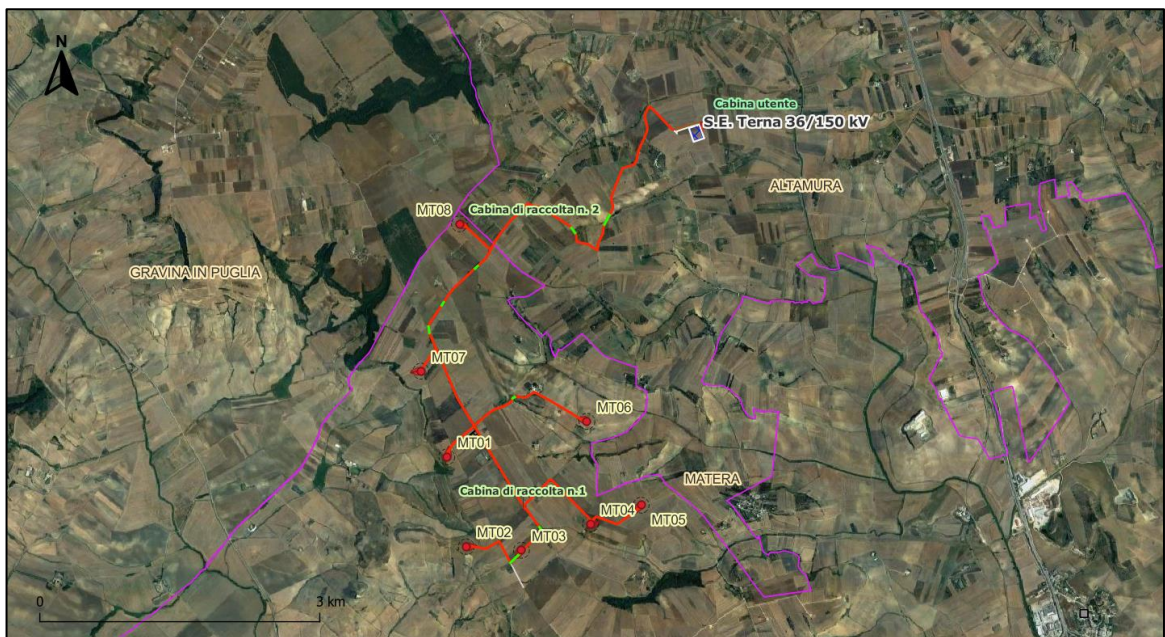 N
Cabina utente
S.E. Terna 36/150 kV
ALTAMURA
MT08
Cabina di raccolta n. 2
GRAVINA IN PUGLIA
MT07
MT06
MT01
MATERA
Cabina di raccolta n.1
MT04
MT05
MT02
MT03
0
3 km